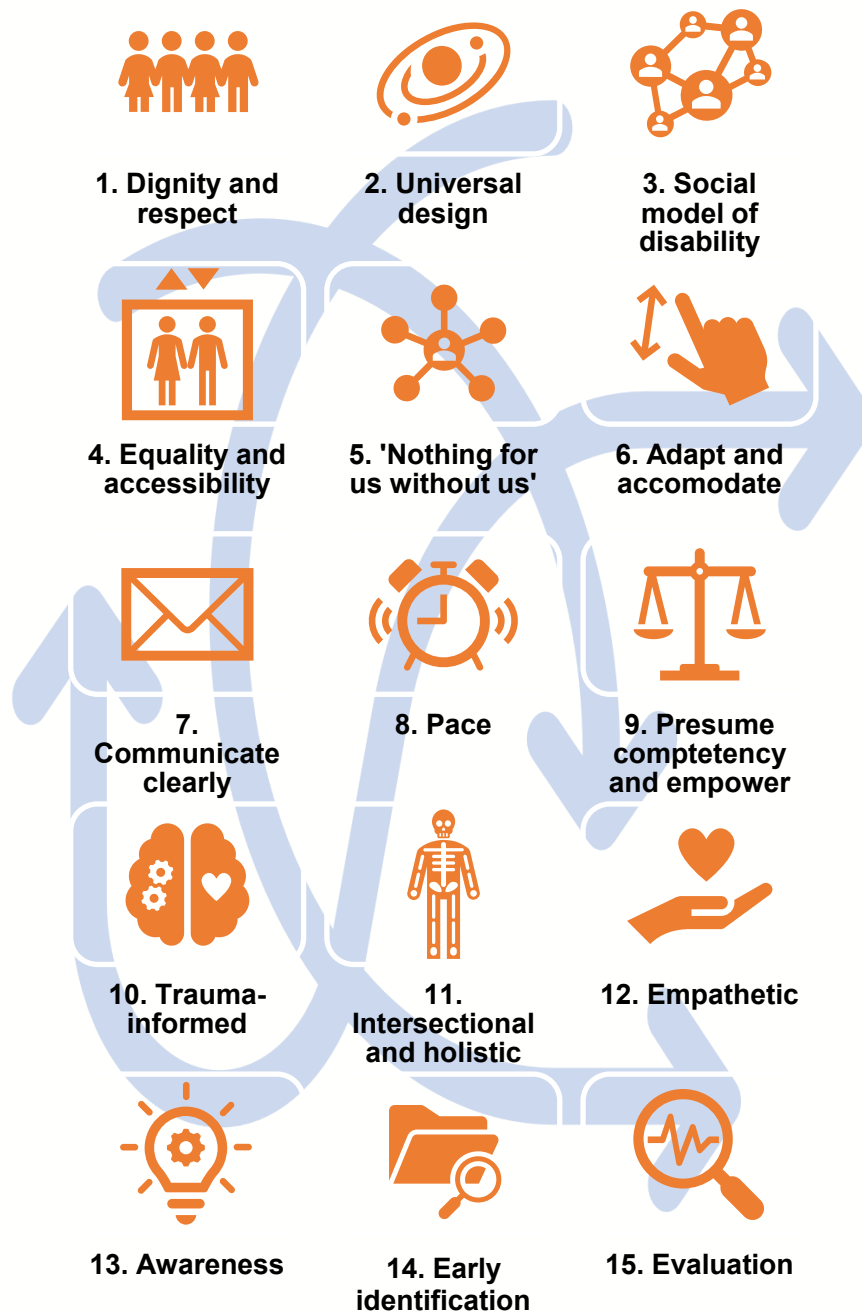 1. Dignity and
respect
2. Universal
design
3. Social
model of
disability
4. Equality and
accessibility
5. 'Nothing for
us without us'
6. Adapt and
accomodate
7.
Communicate
clearly
8. Pace
9. Presume
comptetency
and empower
10. Trauma-
informed
11.
Intersectional
and holistic
12. Empathetic
13. Awareness
14. Early
identification
15. Evaluation